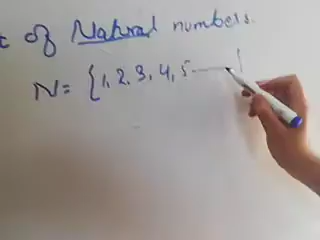 t of Natural numbers.
N = {1, 2, 3, 4, 5 ——— }